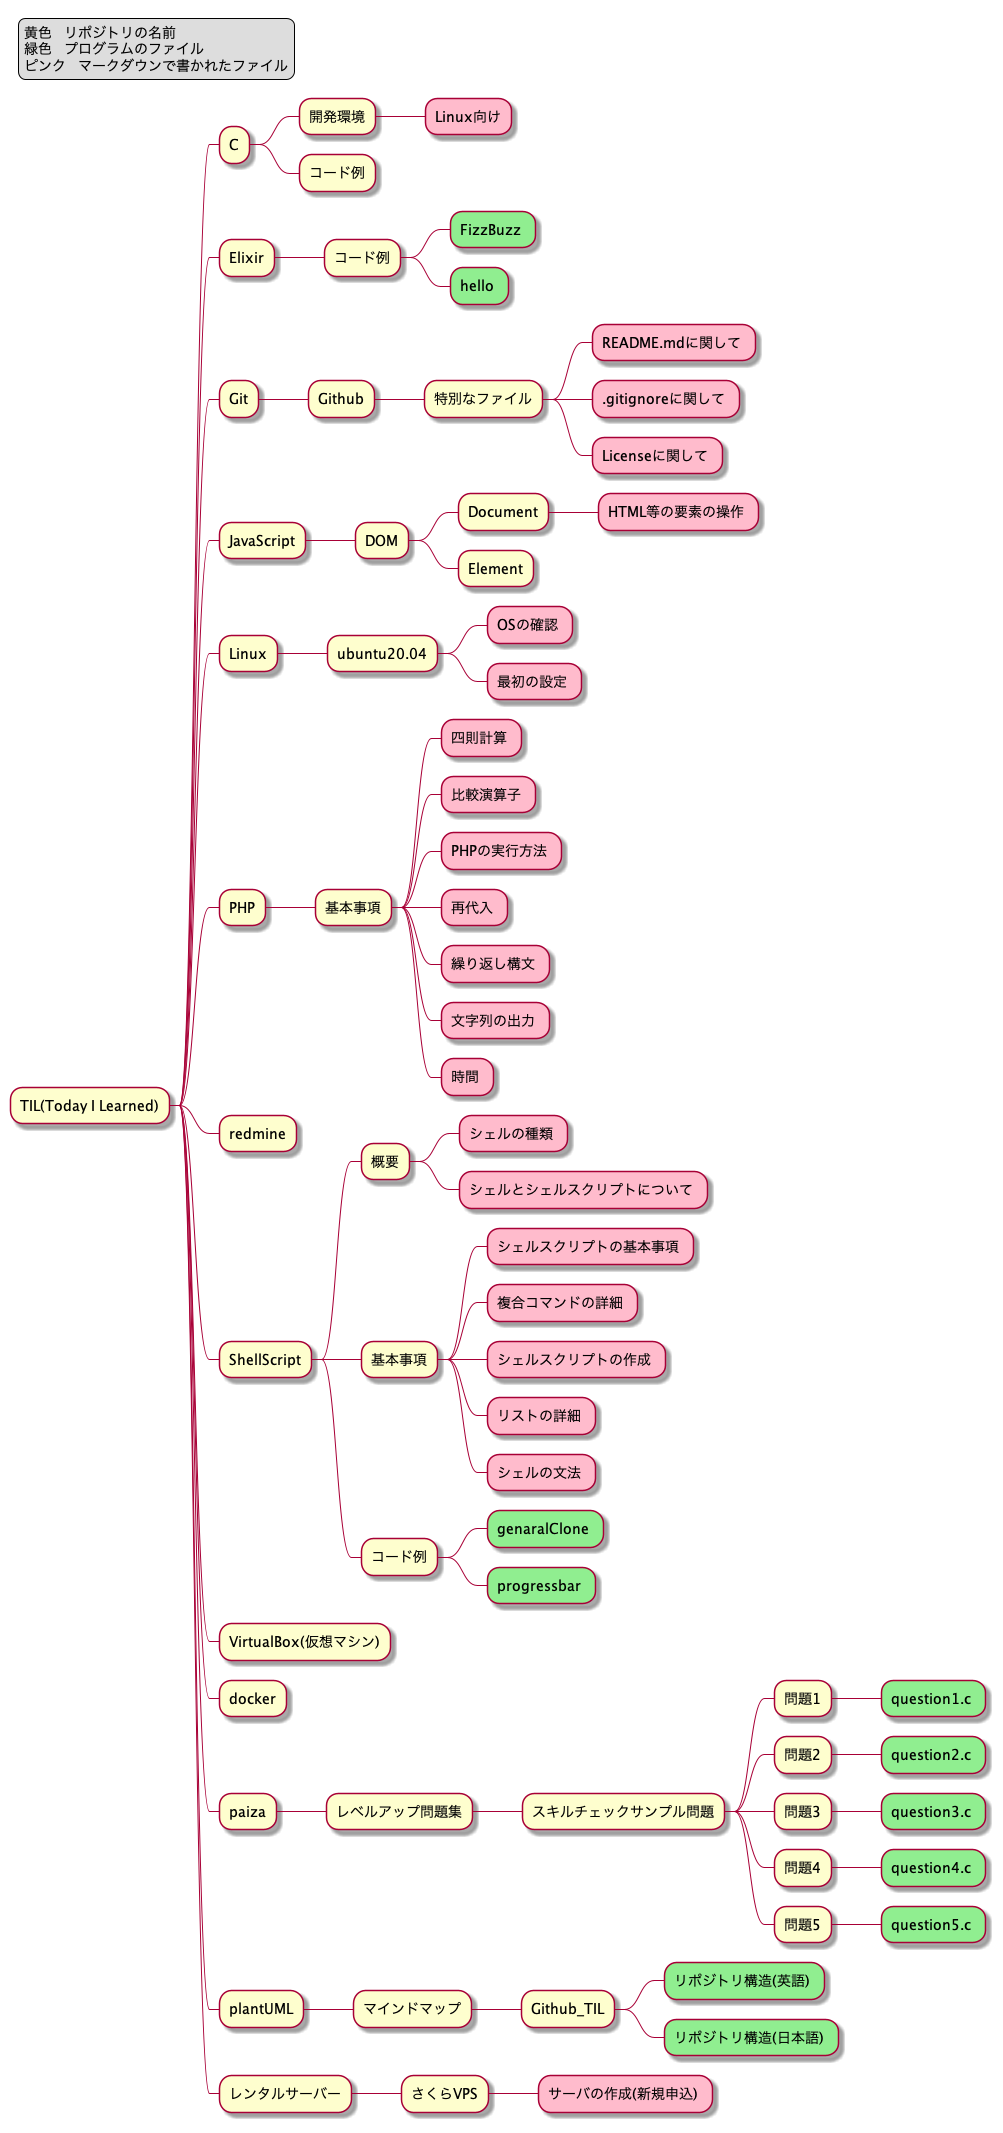 黄色　リポジトリの名前
緑色　プログラムのファイル
ピンク　マークダウンで書かれたファイル
TIL(Today I Learned)
C
開発環境
Linux向け
コード例
Elixir
コード例
FizzBuzz
hello
Git
Github
特別なファイル
README.mdに関して
.gitignoreに関して
Licenseに関して
JavaScript
DOM
Document
HTML等の要素の操作
Element
Linux
ubuntu20.04
OSの確認
最初の設定
PHP
基本事項
四則計算
比較演算子
PHPの実行方法
再代入
繰り返し構文
文字列の出力
時間
redmine
ShellScript
概要
シェルの種類
シェルとシェルスクリプトについて
基本事項
シェルスクリプトの基本事項
複合コマンドの詳細
シェルスクリプトの作成
リストの詳細
シェルの文法
コード例
genaralClone
progressbar
VirtualBox(仮想マシン)
docker
paiza
レベルアップ問題集
スキルチェックサンプル問題
問題1
question1.c
問題2
question2.c
問題3
question3.c
問題4
question4.c
問題5
question5.c
plantUML
マインドマップ
Github_TIL
リポジトリ構造(英語)
リポジトリ構造(日本語)
レンタルサーバー
さくらVPS
サーバの作成(新規申込)